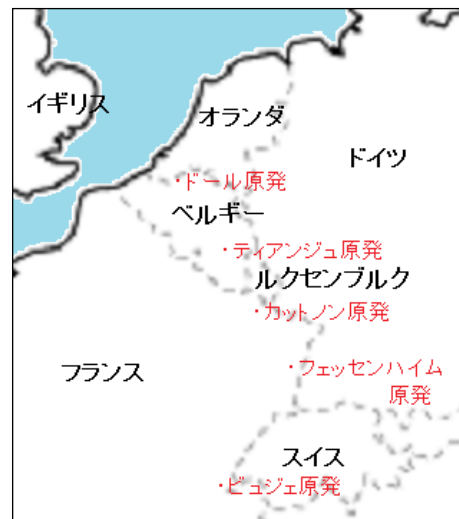 イギリス
オランダ
ドイツ
・ドール原発
ベルギー
・ティアンジュ原発
ルクセンブルク
・カットノン原発
フランス
・フェッセンハイム
原発
スイス
・ビュジェ原発